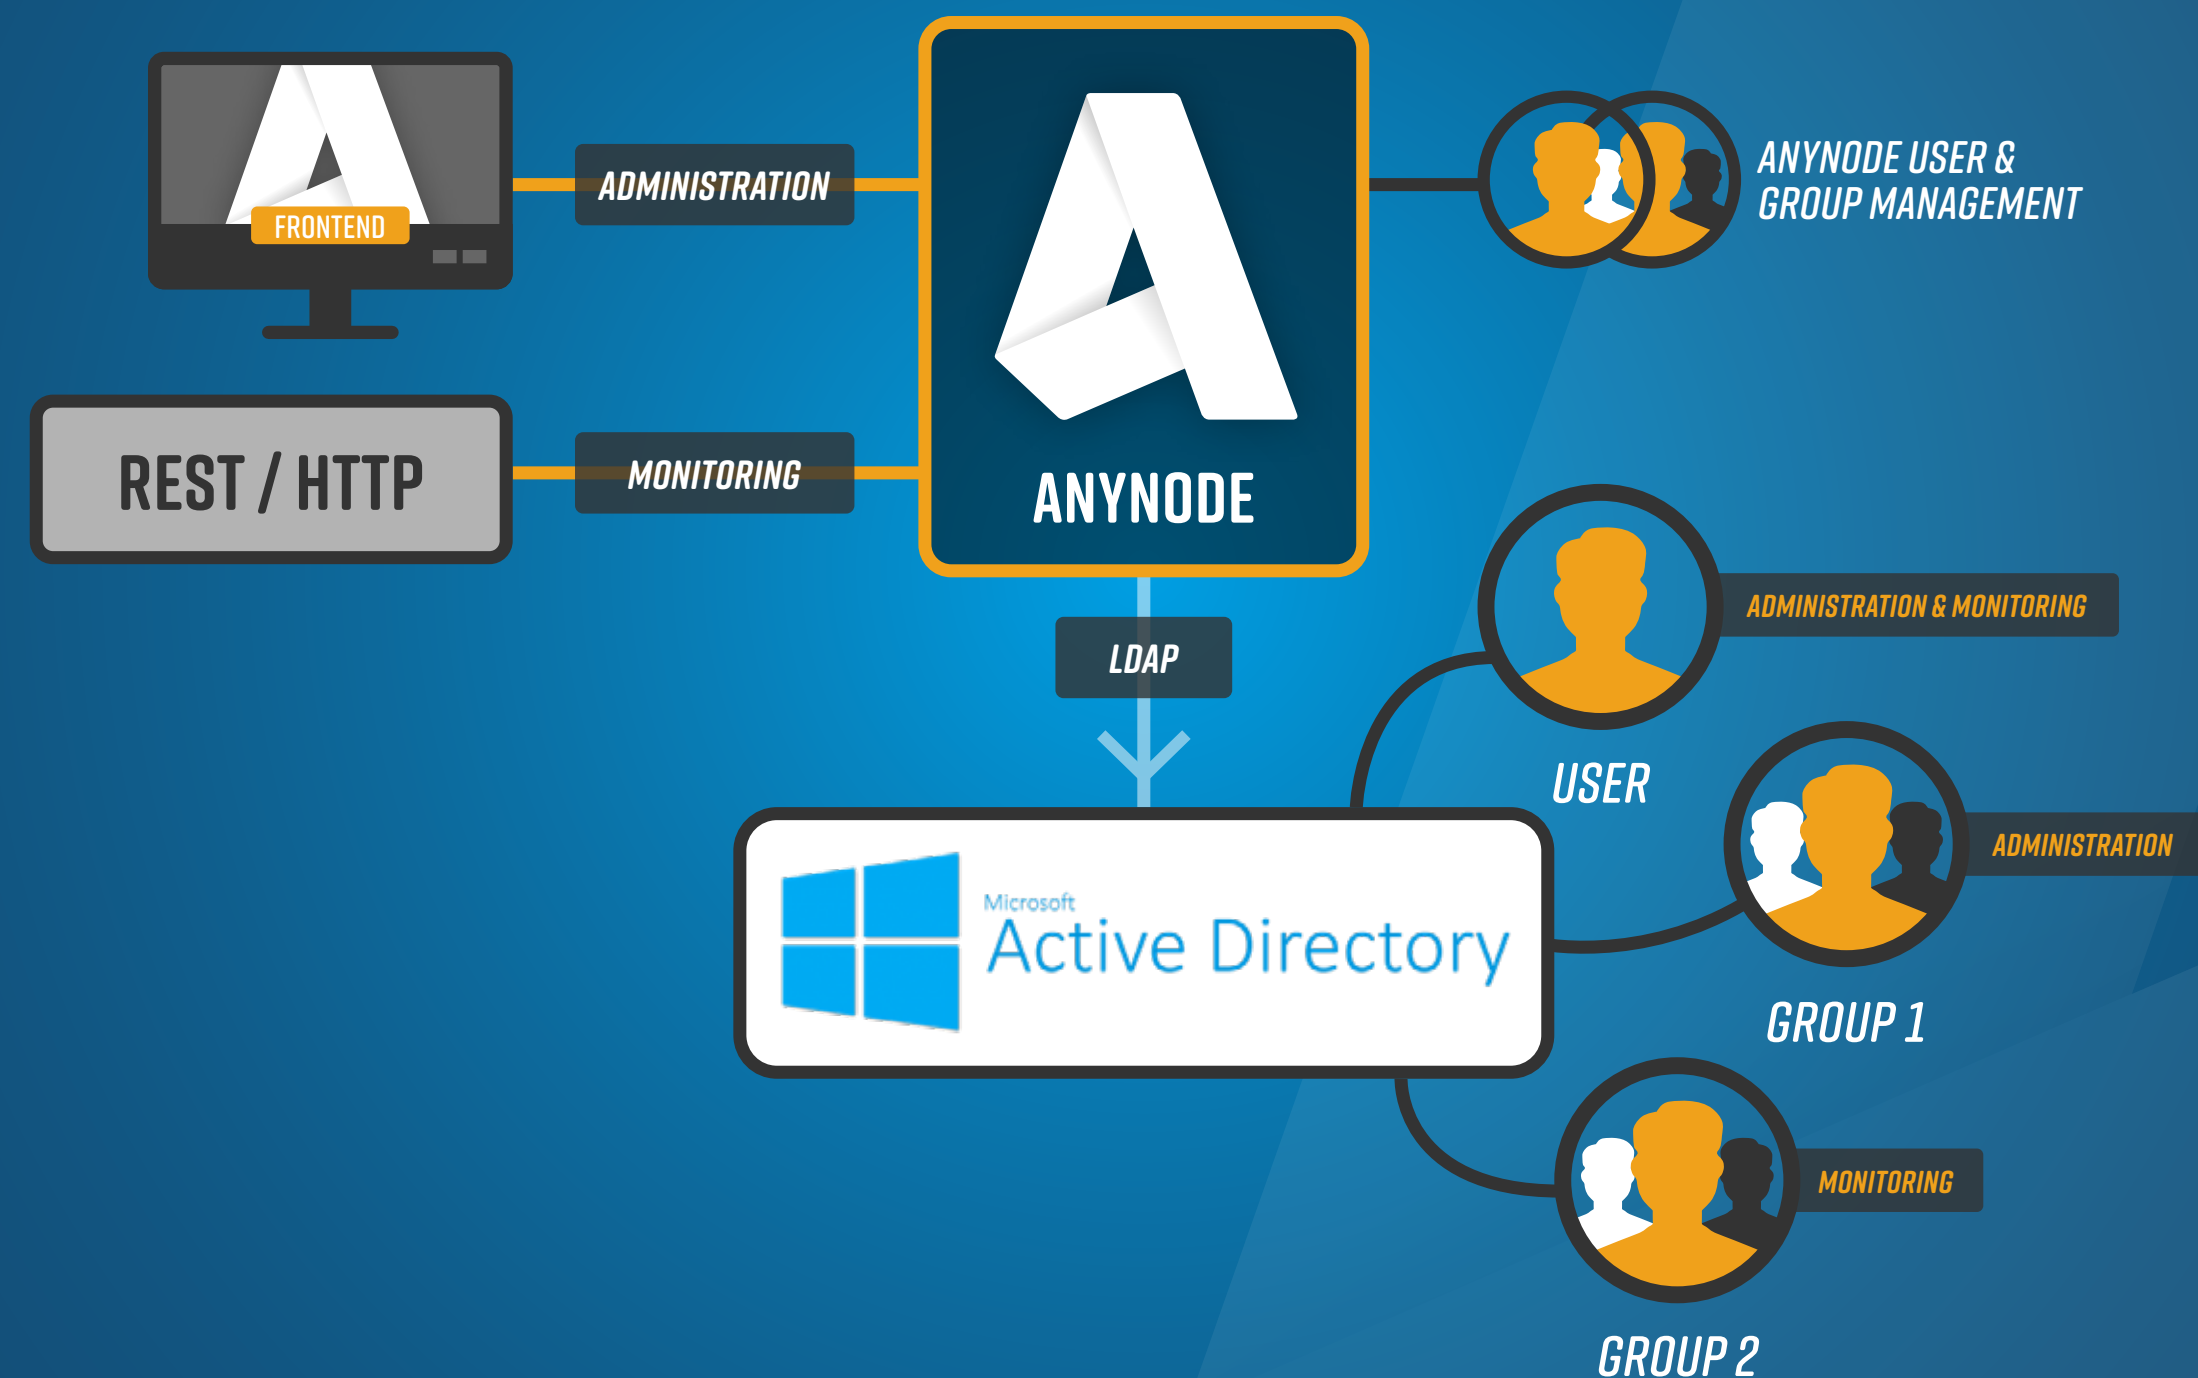 FRONTEND
ADMINISTRATION
ANYNODE USER &
GROUP MANAGEMENT
REST / HTTP
MONITORING
ANYNODE
LDAP
ADMINISTRATION & MONITORING
USER
ADMINISTRATION
GROUP 1
Microsoft
Active Directory
MONITORING
GROUP 2